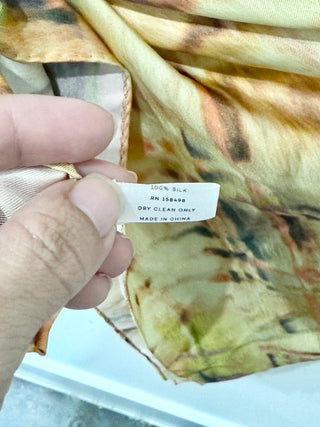 100% SILK
RN 158498
DRY CLEAN ONLY
MADE IN CHINA